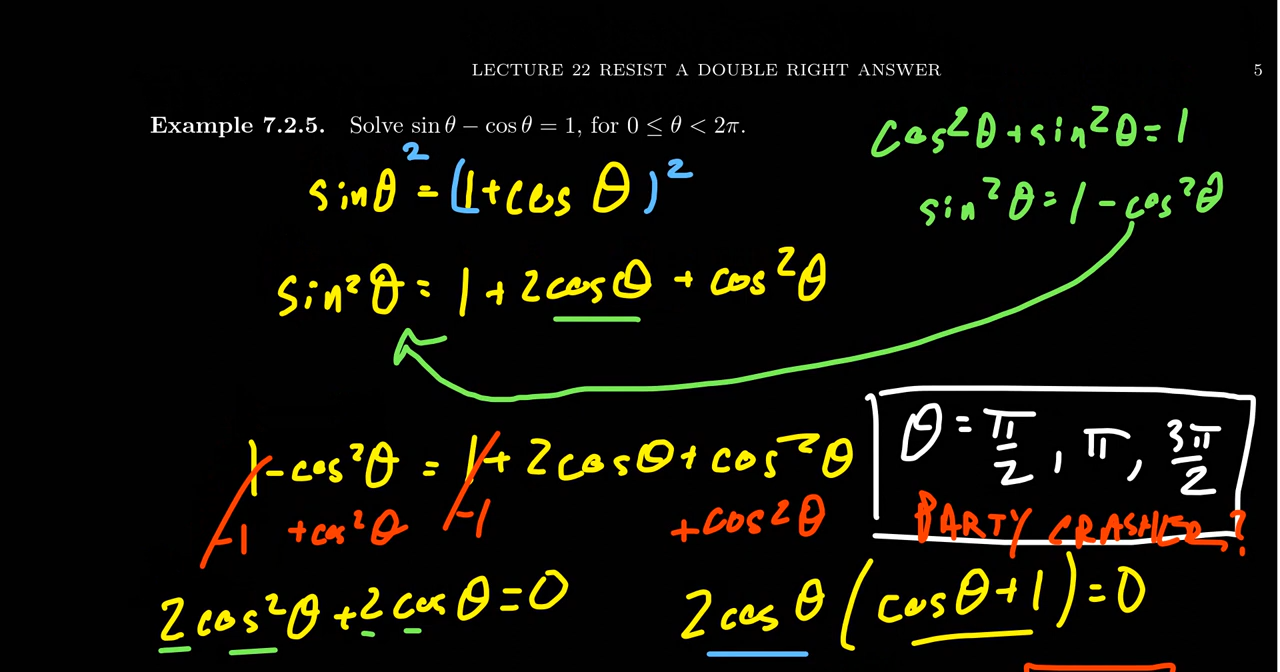 LECTURE 22 RESIST A DOUBLE RIGHT ANSWER 5
Example 7.2.5. Solve sin θ − cos θ = 1, for 0 ≤ θ < 2π.
cos²θ + sin²θ = 1
sinθ² = (1 + cos θ)²
sin²θ = 1 − cos²θ
sin²θ = 1 + 2cosθ + cos²θ
θ = π/2, π, 3π/2
1 − cos²θ = 1 + 2cosθ + cos²θ
−1 +cos²θ −1 +cos²θ
PARTY CRASHER?
2cos²θ + 2cosθ = 0
2cosθ(cosθ + 1) = 0